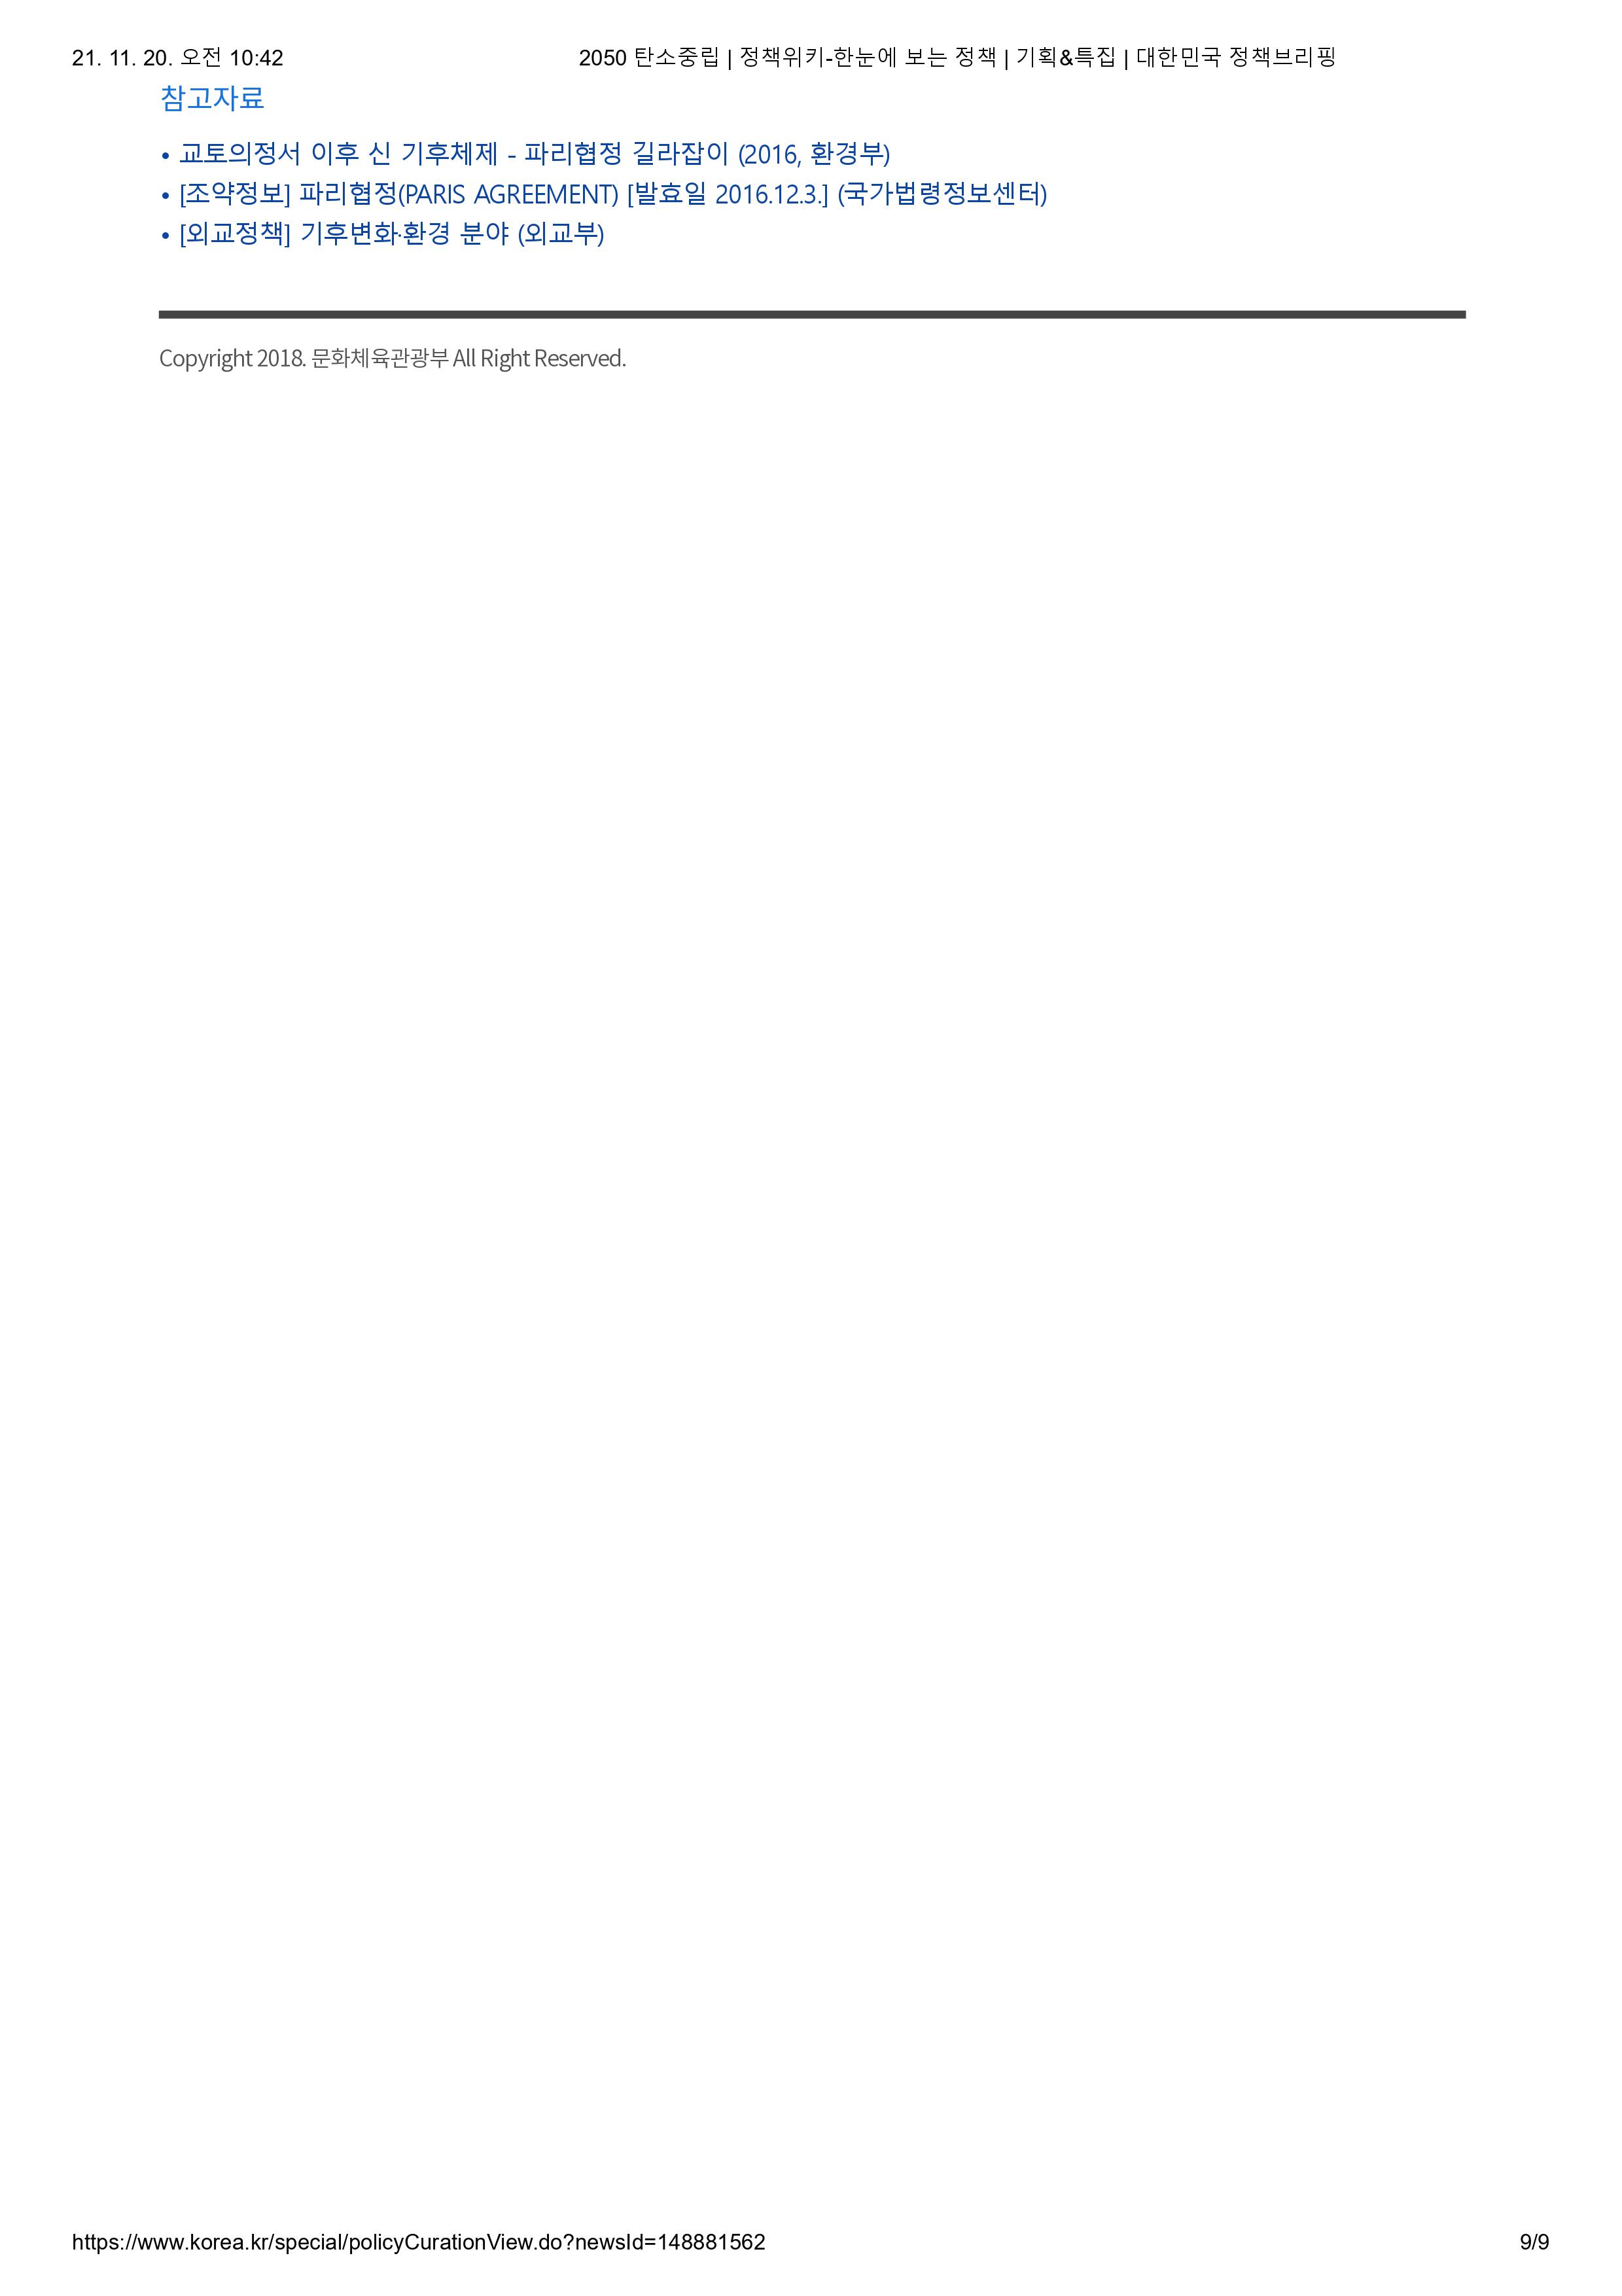 21. 11. 20. 오전 10:42 2050 탄소중립 | 정책위키-한눈에 보는 정책 | 기획&특집 | 대한민국 정책브리핑
참고자료
• 교토의정서 이후 신 기후체제 - 파리협정 길라잡이 (2016, 환경부)
• [조약정보] 파리협정(PARIS AGREEMENT) [발효일 2016.12.3.] (국가법령정보센터)
• [외교정책] 기후변화·환경 분야 (외교부)
Copyright 2018. 문화체육관광부 All Right Reserved.
https://www.korea.kr/special/policyCurationView.do?newsId=148881562 9/9